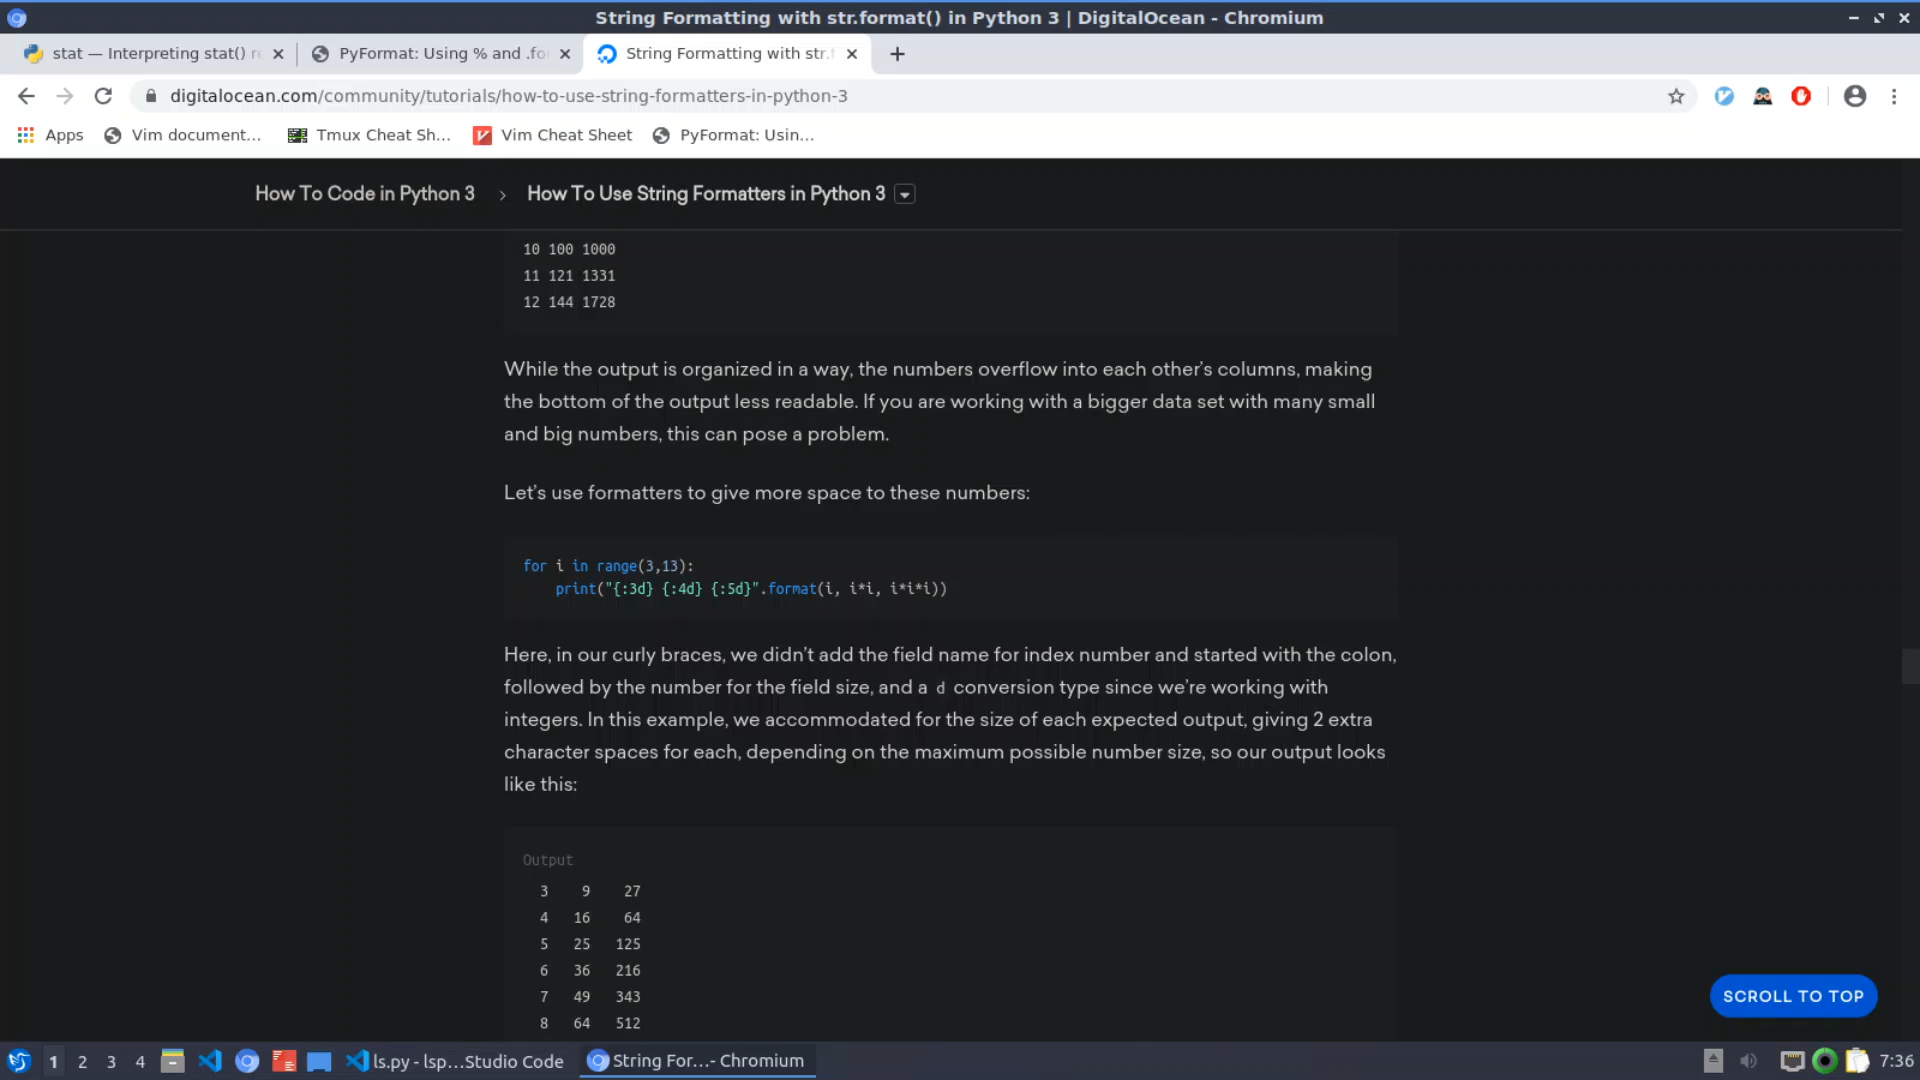 String Formatting with str.format() in Python 3 | DigitalOcean - Chromium
stat — Interpreting stat() re
PyFormat: Using % and .fo
String Formatting with str.f
digitalocean.com/community/tutorials/how-to-use-string-formatters-in-python-3
Apps
Vim document...
Tmux Cheat Sh...
Vim Cheat Sheet
PyFormat: Usin...
How To Code in Python 3 › How To Use String Formatters in Python 3
10 100 1000
11 121 1331
12 144 1728
While the output is organized in a way, the numbers overflow into each other's columns, making
the bottom of the output less readable. If you are working with a bigger data set with many small
and big numbers, this can pose a problem.
Let's use formatters to give more space to these numbers:
for i in range(3,13):
    print("{:3d} {:4d} {:5d}".format(i, i*i, i*i*i))
Here, in our curly braces, we didn't add the field name for index number and started with the colon,
followed by the number for the field size, and a d conversion type since we're working with
integers. In this example, we accommodated for the size of each expected output, giving 2 extra
character spaces for each, depending on the maximum possible number size, so our output looks
like this:
Output
  3    9    27
  4   16    64
  5   25   125
  6   36   216
  7   49   343
  8   64   512
SCROLL TO TOP
1 2 3 4
ls.py - lsp...Studio Code
String For...- Chromium
7:36